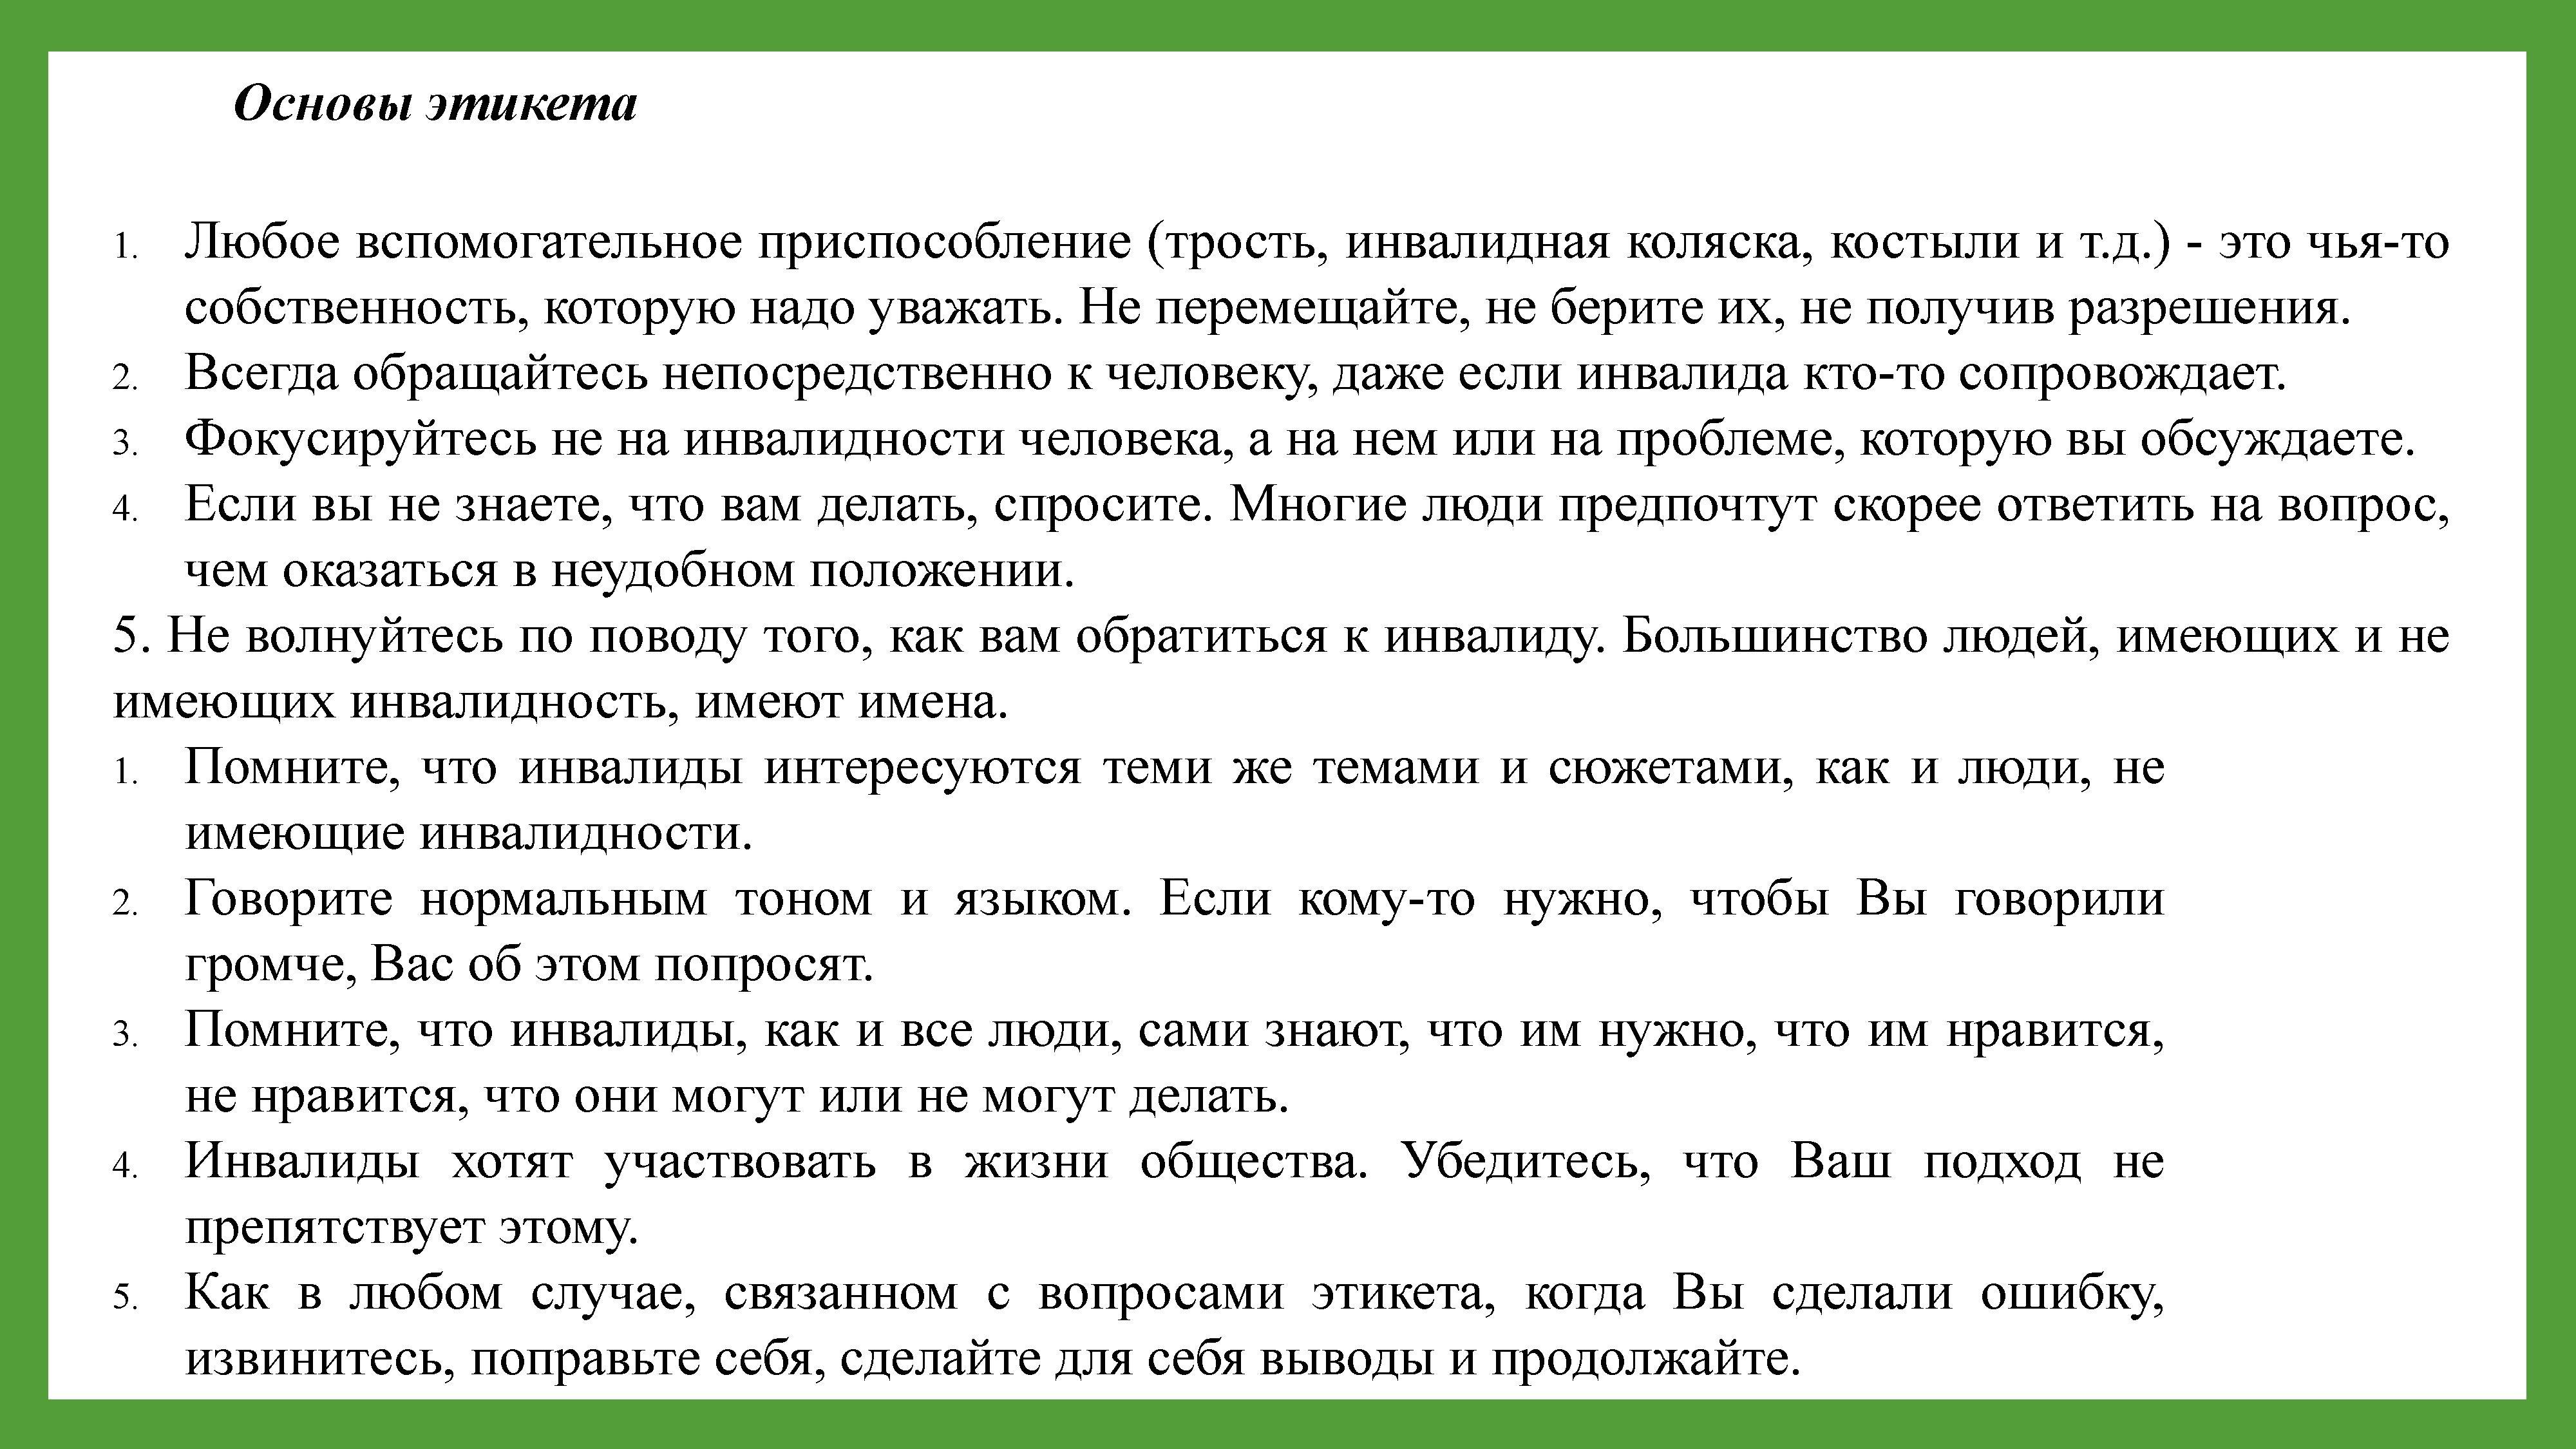 Основы этикета
1. Любое вспомогательное приспособление (трость, инвалидная коляска, костыли и т.д.) - это чья-то
собственность, которую надо уважать. Не перемещайте, не берите их, не получив разрешения.
2. Всегда обращайтесь непосредственно к человеку, даже если инвалида кто-то сопровождает.
3. Фокусируйтесь не на инвалидности человека, а на нем или на проблеме, которую вы обсуждаете.
4. Если вы не знаете, что вам делать, спросите. Многие люди предпочтут скорее ответить на вопрос,
чем оказаться в неудобном положении.
5. Не волнуйтесь по поводу того, как вам обратиться к инвалиду. Большинство людей, имеющих и не
имеющих инвалидность, имеют имена.
1. Помните, что инвалиды интересуются теми же темами и сюжетами, как и люди, не
имеющие инвалидности.
2. Говорите нормальным тоном и языком. Если кому-то нужно, чтобы Вы говорили
громче, Вас об этом попросят.
3. Помните, что инвалиды, как и все люди, сами знают, что им нужно, что им нравится,
не нравится, что они могут или не могут делать.
4. Инвалиды хотят участвовать в жизни общества. Убедитесь, что Ваш подход не
препятствует этому.
5. Как в любом случае, связанном с вопросами этикета, когда Вы сделали ошибку,
извинитесь, поправьте себя, сделайте для себя выводы и продолжайте.